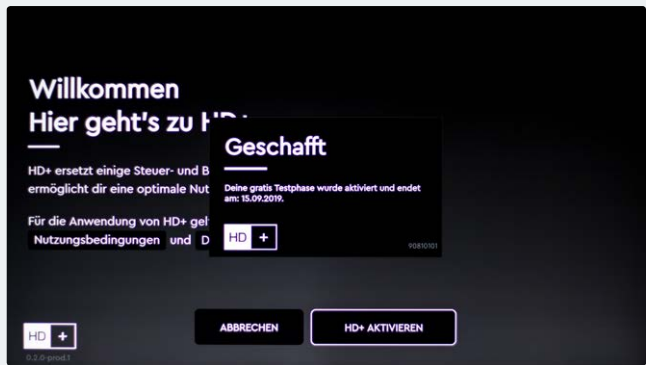 Willkommen
Hier geht's zu HD+
HD+ ersetzt einige Steuer- und B
ermöglicht dir eine optimale Nut
Für die Anwendung von HD+ gel
Nutzungsbedingungen und D
Geschafft
Deine gratis Testphase wurde aktiviert und endet
am: 15.09.2019.
HD +
90810101
ABBRECHEN
HD+ AKTIVIEREN
HD +
0.2.0-prod.1